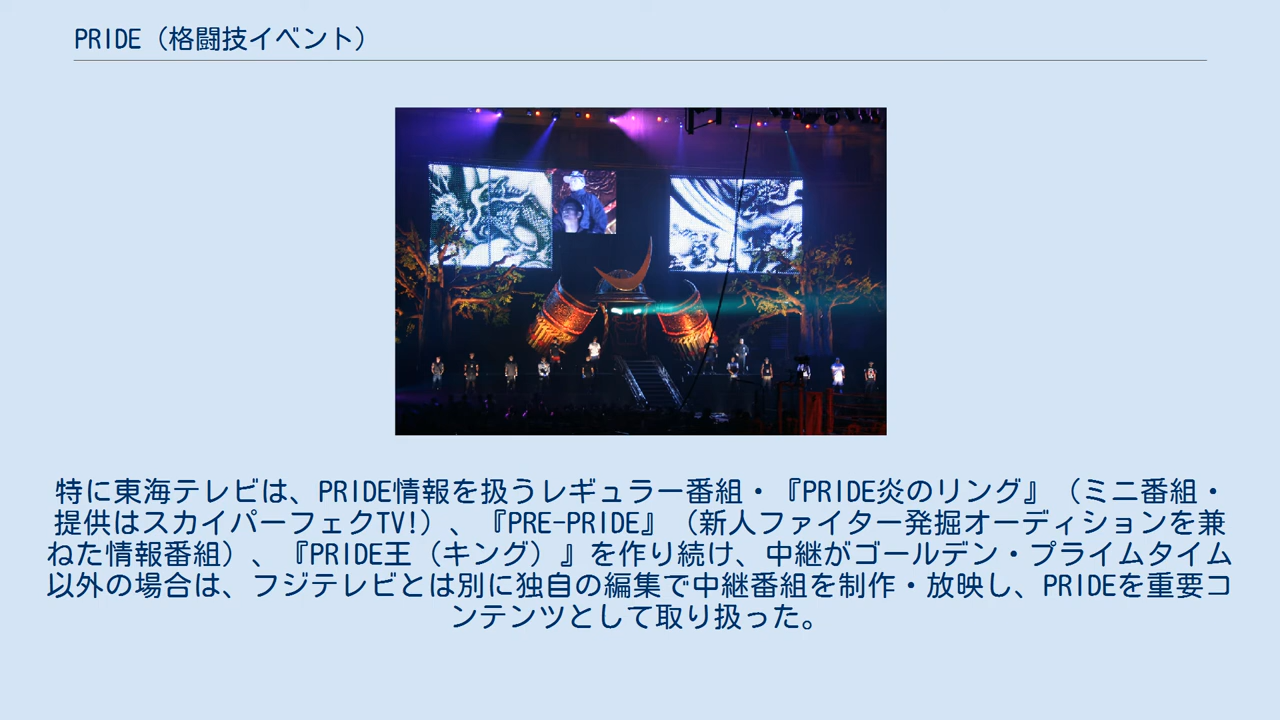 PRIDE（格闘技イベント）
特に東海テレビは、PRIDE情報を扱うレギュラー番組・『PRIDE炎のリング』（ミニ番組・
提供はスカイパーフェクTV!）、『PRE-PRIDE』（新人ファイター発掘オーディションを兼
ねた情報番組）、『PRIDE王（キング）』を作り続け、中継がゴールデン・プライムタイム
以外の場合は、フジテレビとは別に独自の編集で中継番組を制作・放映し、PRIDEを重要コ
ンテンツとして取り扱った。